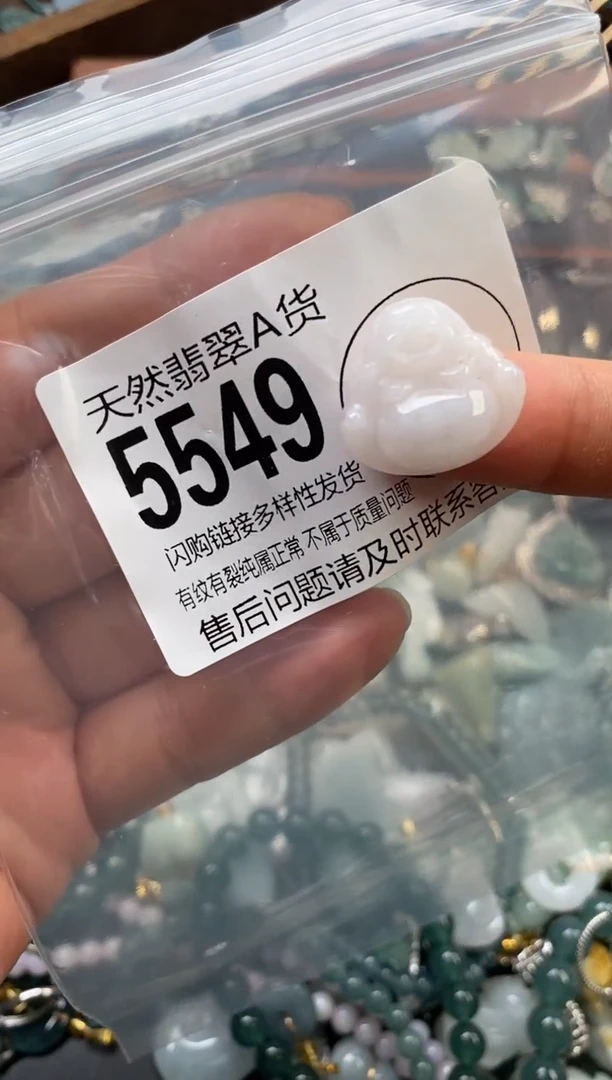 天然翡翠A货
5549
闪购链接多样性发货
有纹有裂纯属正常 不属于质量问题
售后问题请及时联系客